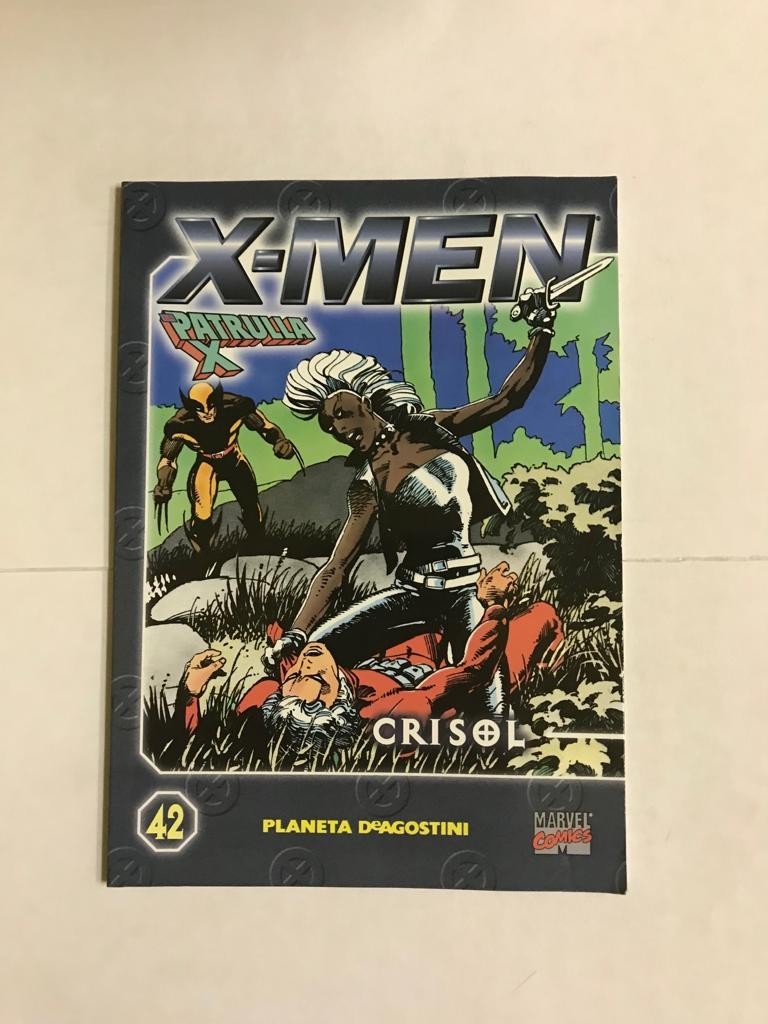 X-MEN
PATRULLA
X
CRISOL
42
PLANETA DeAGOSTINI
MARVEL
COMICS
M